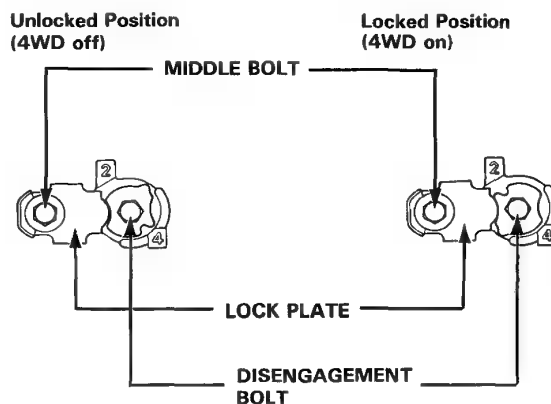 Unlocked Position
(4WD off)
Locked Position
(4WD on)
MIDDLE BOLT
2
4
2
4
LOCK PLATE
DISENGAGEMENT
BOLT